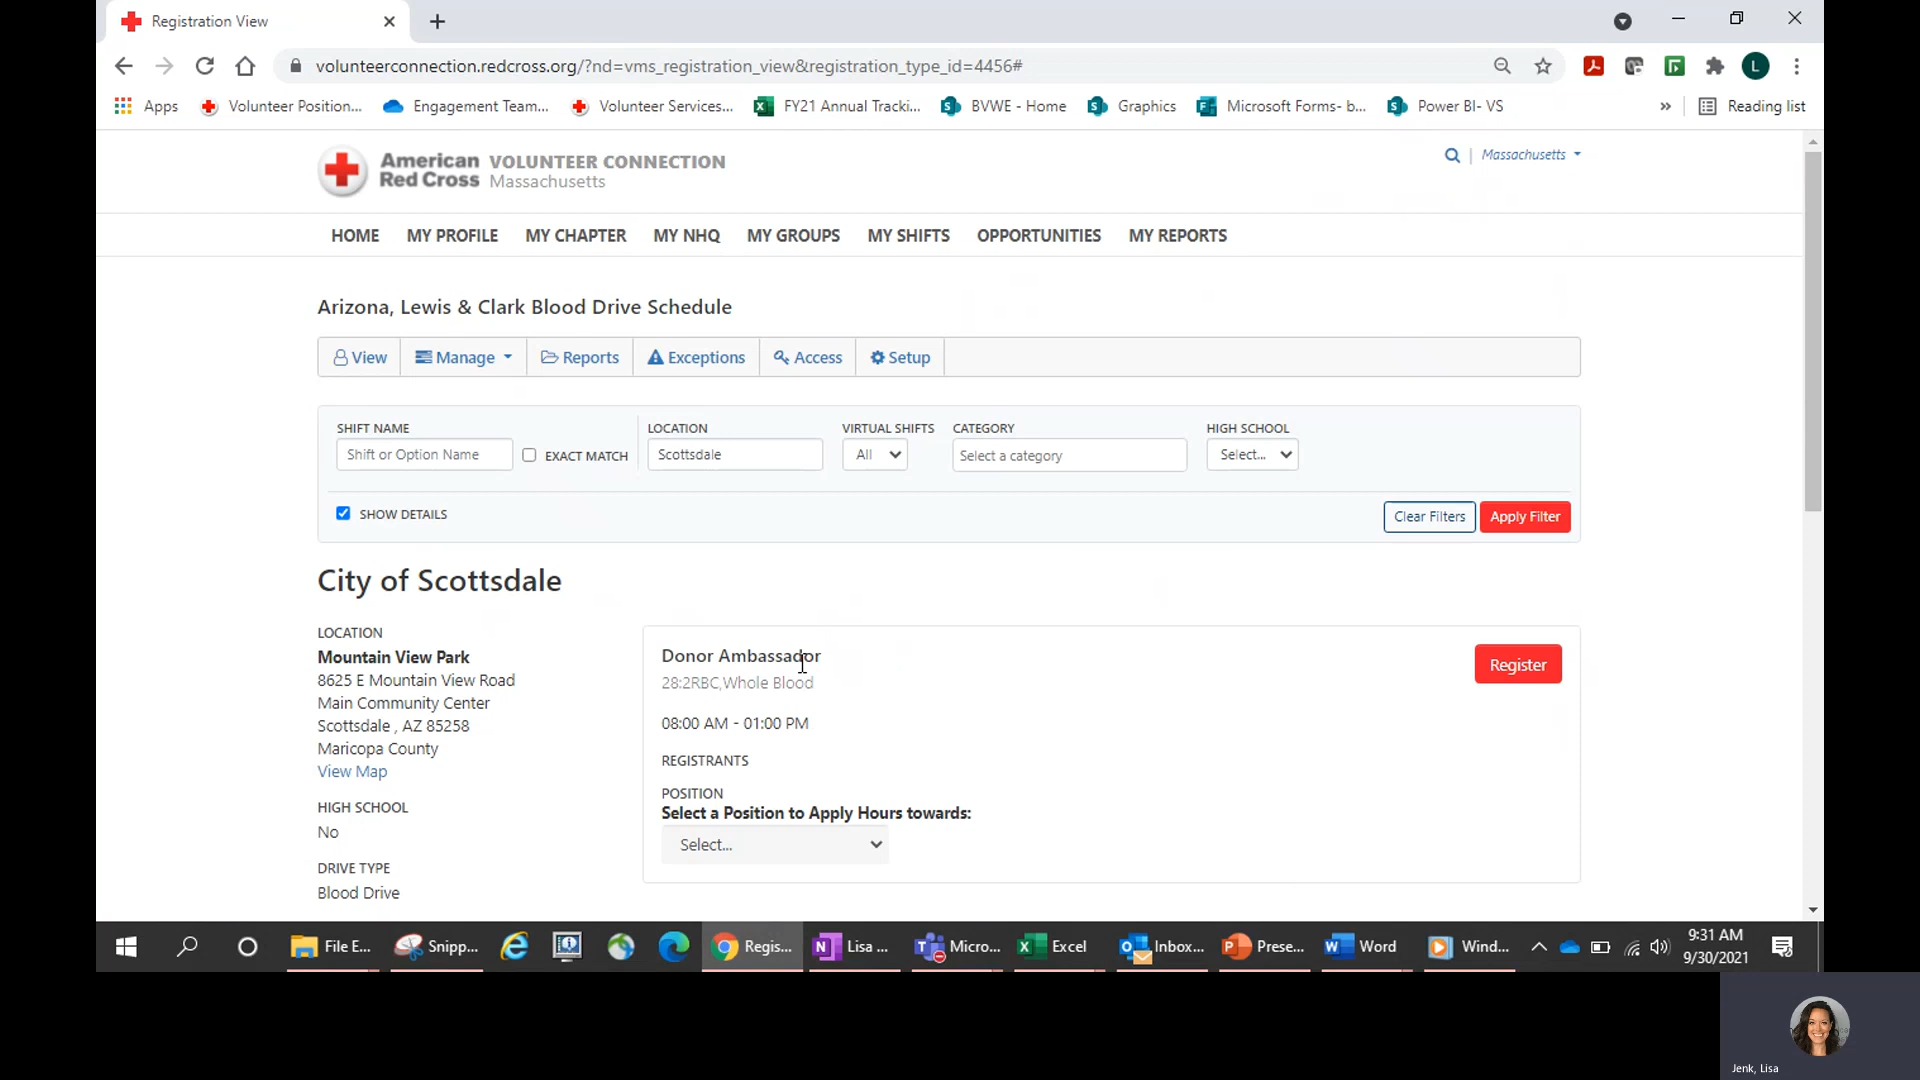 Registration View
volunteerconnection.redcross.org/?nd=vms_registration_view&registration_type_id=4456#
L
Apps
Volunteer Position...
Engagement Team...
Volunteer Services...
FY21 Annual Tracki...
BVWE - Home
Graphics
Microsoft Forms- b...
Power BI- VS
»
Reading list
American Red Cross
VOLUNTEER CONNECTION
Massachusetts
Massachusetts
HOME MY PROFILE MY CHAPTER MY NHQ MY GROUPS MY SHIFTS OPPORTUNITIES MY REPORTS
Arizona, Lewis & Clark Blood Drive Schedule
View Manage Reports Exceptions Access Setup
SHIFT NAME LOCATION VIRTUAL SHIFTS CATEGORY HIGH SCHOOL
Shift or Option Name EXACT MATCH Scottsdale All Select a category Select...
SHOW DETAILS
Clear Filters Apply Filter
City of Scottsdale
LOCATION
Mountain View Park
8625 E Mountain View Road
Main Community Center
Scottsdale , AZ 85258
Maricopa County
View Map
HIGH SCHOOL
No
DRIVE TYPE
Blood Drive
Donor Ambassador
Register
28:2RBC,Whole Blood
08:00 AM - 01:00 PM
REGISTRANTS
POSITION
Select a Position to Apply Hours towards:
Select...
File E...
Snipp...
Regis...
Lisa ...
Micro...
Excel
Inbox...
Prese...
Word
Wind...
9:31 AM
9/30/2021
Jenk, Lisa